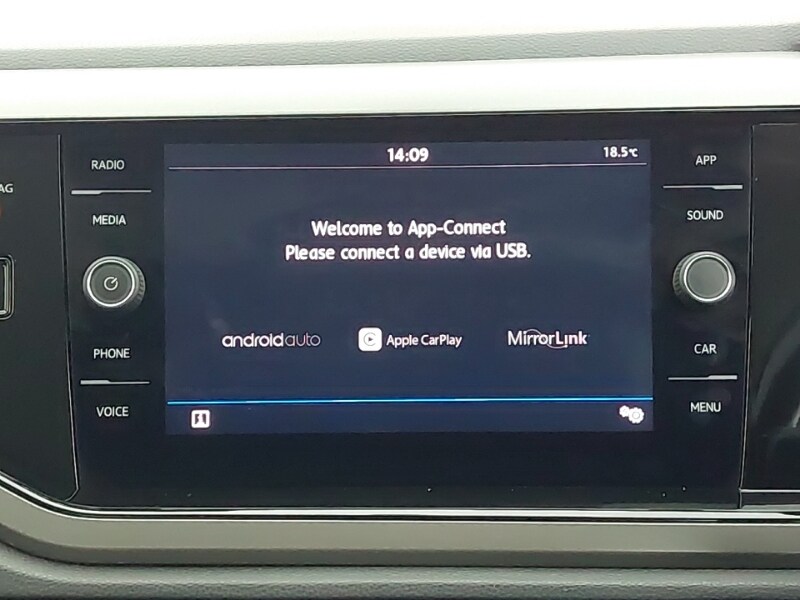 AG
RADIO
MEDIA
PHONE
VOICE
14:09
18.5°C
Welcome to App-Connect
Please connect a device via USB.
androidauto
Apple CarPlay
MirrorLink
APP
SOUND
CAR
MENU